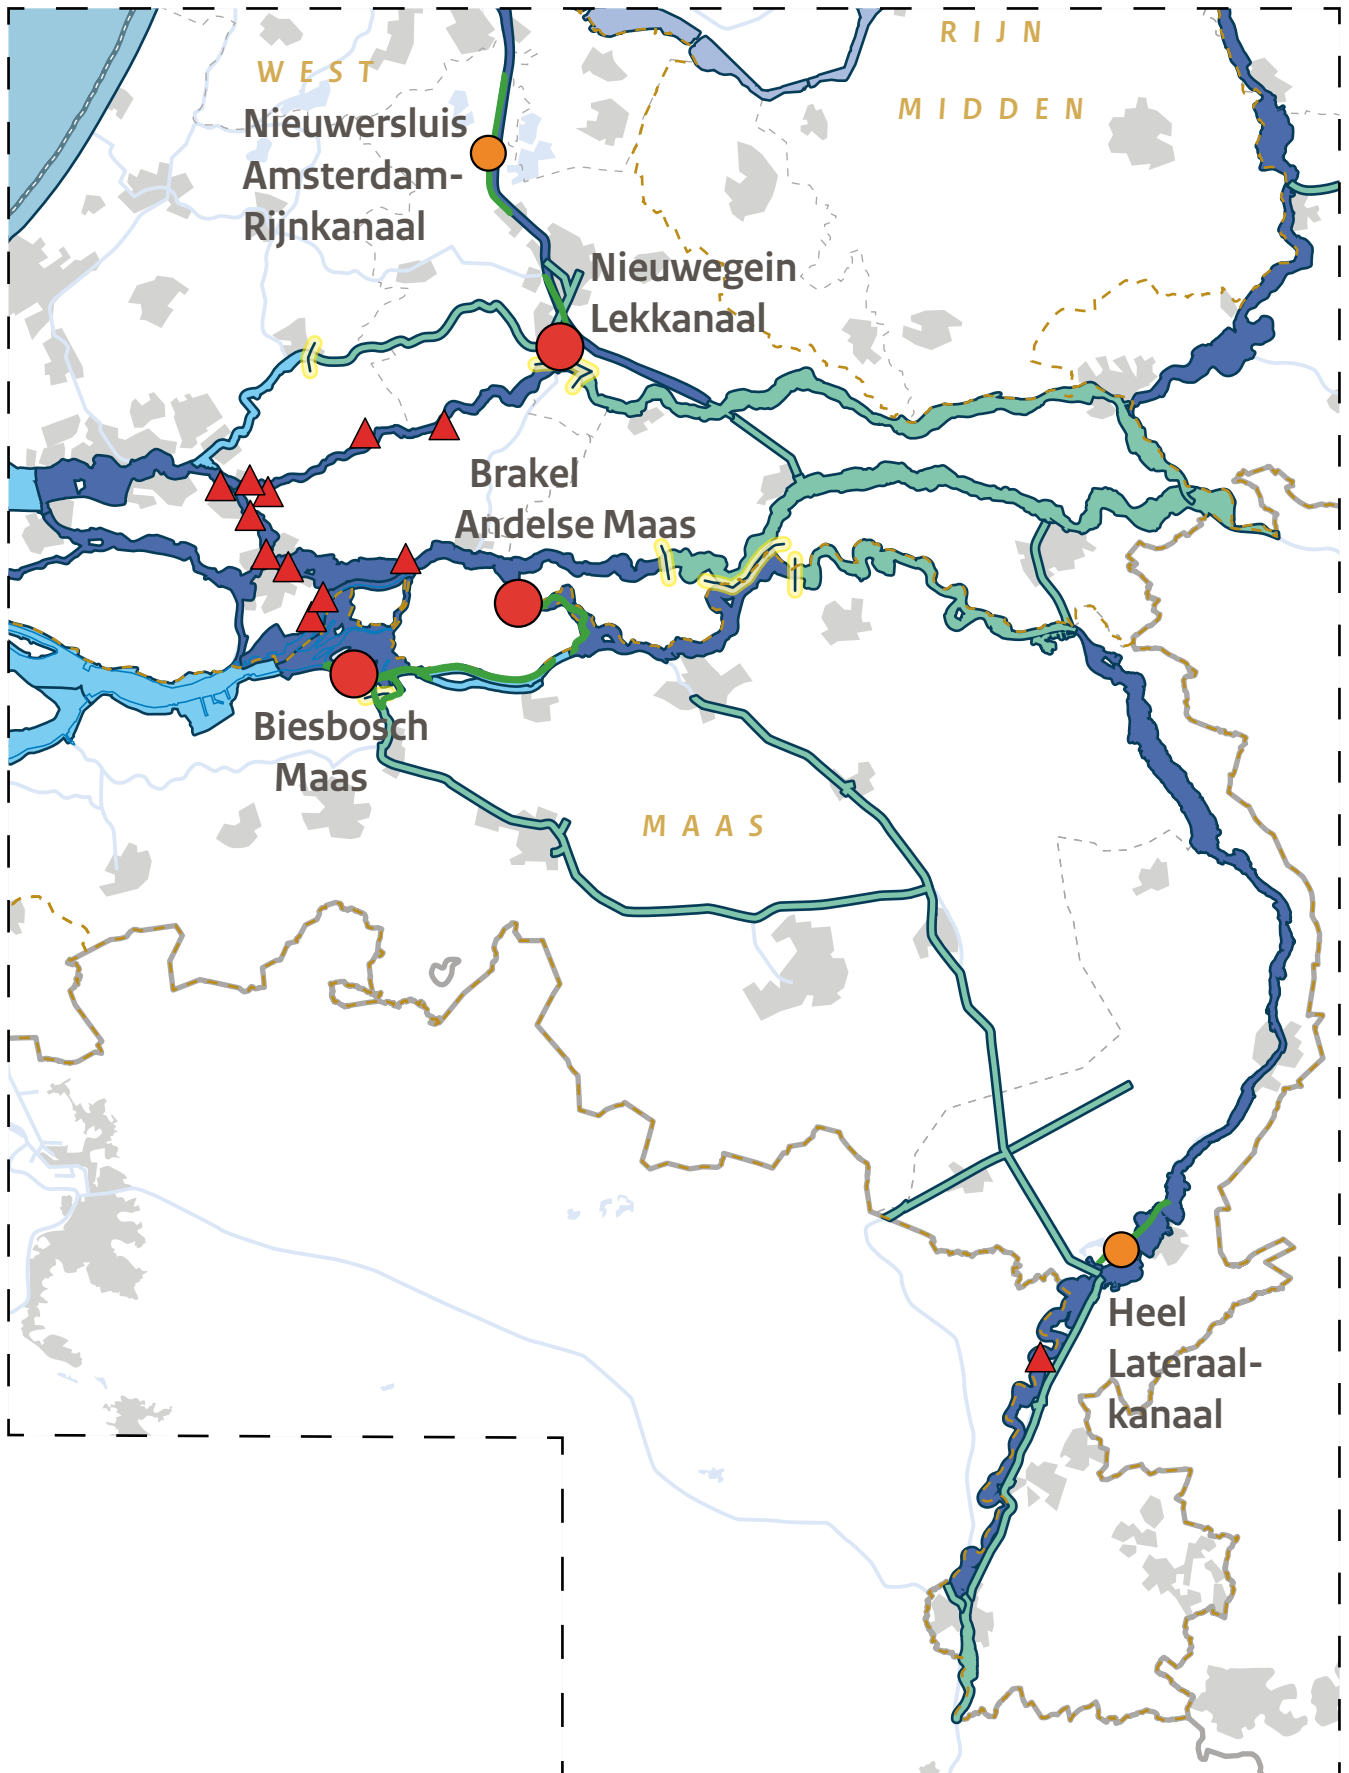 RIJN
WEST
MIDDEN
Nieuwersluis
Amsterdam-
Rijnkanaal
Nieuwegein
Lekkanaal
Brakel
Andelse Maas
Biesbosch
Maas
MAAS
Heel
Lateraal-
kanaal